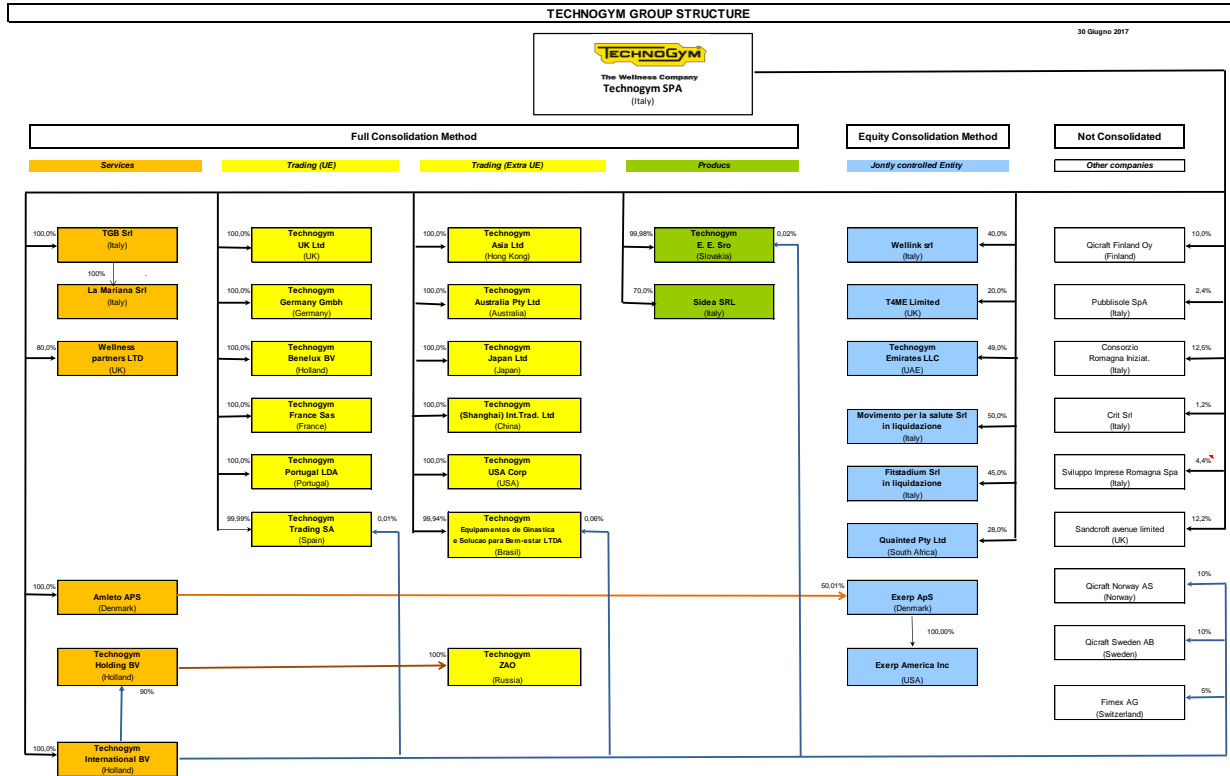 TECHNOGYM GROUP STRUCTURE
30 Giugno 2017
TECHNOGYM
The Wellness Company
Technogym SPA
(Italy)
Full Consolidation Method
Equity Consolidation Method
Not Consolidated
Services
Trading (UE)
Trading (Extra UE)
Producs
Jontly controlled Entity
Other companies
100,0%
TGB Srl
(Italy)
100%
La Mariana Srl
(Italy)
80,0%
Wellness
partners LTD
(UK)
100,0%
Amleto APS
(Denmark)
Technogym
Holding BV
(Holland)
90%
100,0%
Technogym
International BV
(Holland)
100,0%
Technogym
UK Ltd
(UK)
100,0%
Technogym
Germany Gmbh
(Germany)
100,0%
Technogym
Benelux BV
(Holland)
100,0%
Technogym
France Sas
(France)
100,0%
Technogym
Portugal LDA
(Portugal)
99,99%
Technogym
Trading SA
(Spain)
0,01%
100,0%
Technogym
Asia Ltd
(Hong Kong)
100,0%
Technogym
Australia Pty Ltd
(Australia)
100,0%
Technogym
Japan Ltd
(Japan)
100,0%
Technogym
(Shanghai) Int.Trad. Ltd
(China)
100,0%
Technogym
USA Corp
(USA)
99,94%
Technogym
Equipamentos de Ginastica
e Solucao para Bem-estar LTDA
(Brasil)
0,06%
100%
Technogym
ZAO
(Russia)
99,98%
Technogym
E. E. Sro
(Slovakia)
0,02%
70,0%
Sidea SRL
(Italy)
Wellink srl
(Italy)
40,0%
T4ME Limited
(UK)
20,0%
Technogym
Emirates LLC
(UAE)
49,0%
Movimento per la salute Srl
in liquidazione
(Italy)
50,0%
Fitstadium Srl
in liquidazione
(Italy)
45,0%
Quainted Pty Ltd
(South Africa)
28,0%
50,01%
Exerp ApS
(Denmark)
100,00%
Exerp America Inc
(USA)
Qicraft Finland Oy
(Finland)
10,0%
Pubblisole SpA
(Italy)
2,4%
Consorzio
Romagna Iniziat.
(Italy)
12,5%
Crit Srl
(Italy)
1,2%
Sviluppo Imprese Romagna Spa
(Italy)
4,4%
Sandcroft avenue limited
(UK)
12,2%
Qicraft Norway AS
(Norway)
10%
Qicraft Sweden AB
(Sweden)
10%
Fimex AG
(Switzerland)
5%